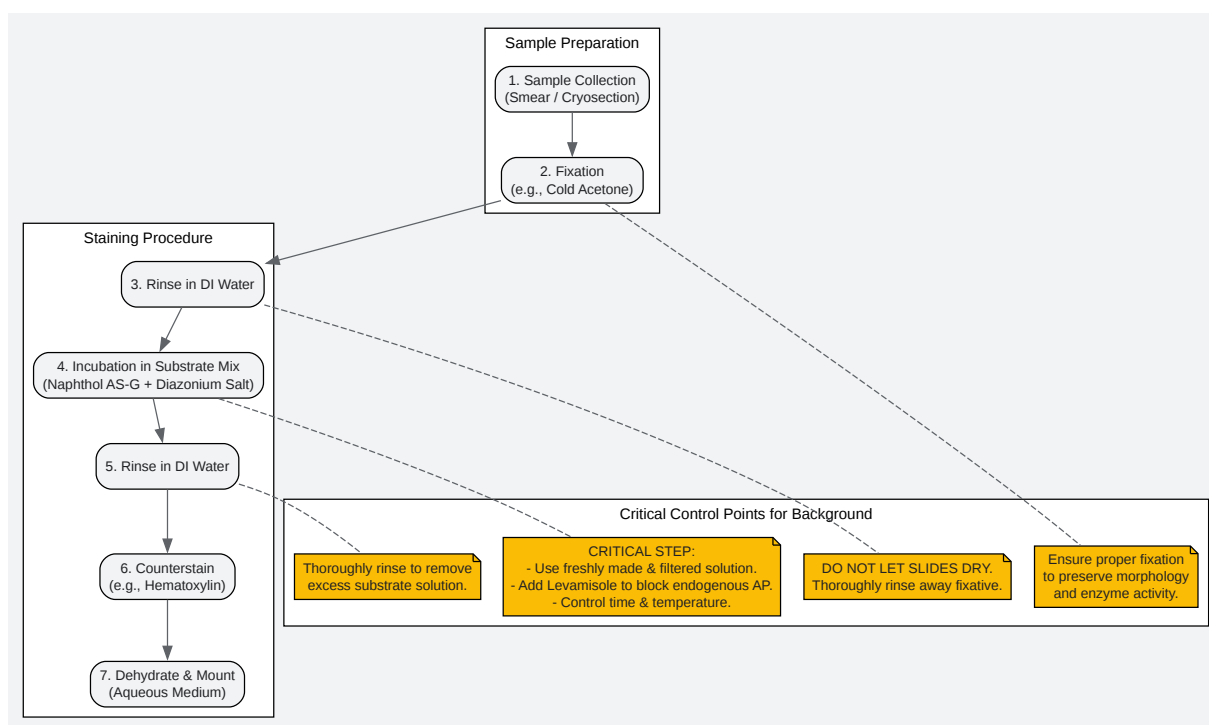 Sample Preparation
1. Sample Collection
(Smear / Cryosection)
2. Fixation
(e.g., Cold Acetone)
Staining Procedure
3. Rinse in DI Water
4. Incubation in Substrate Mix
(Naphthol AS-G + Diazonium Salt)
5. Rinse in DI Water
6. Counterstain
(e.g., Hematoxylin)
7. Dehydrate & Mount
(Aqueous Medium)
Critical Control Points for Background
Thoroughly rinse to remove
excess substrate solution.
CRITICAL STEP:
- Use freshly made & filtered solution.
- Add Levamisole to block endogenous AP.
- Control time & temperature.
DO NOT LET SLIDES DRY.
Thoroughly rinse away fixative.
Ensure proper fixation
to preserve morphology
and enzyme activity.